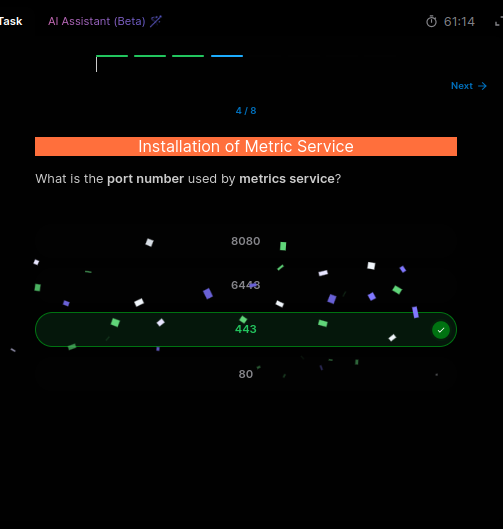 Task
AI Assistant (Beta)
61:14
Next →
4 / 8
Installation of Metric Service
What is the port number used by metrics service?
8080
6443
443
80